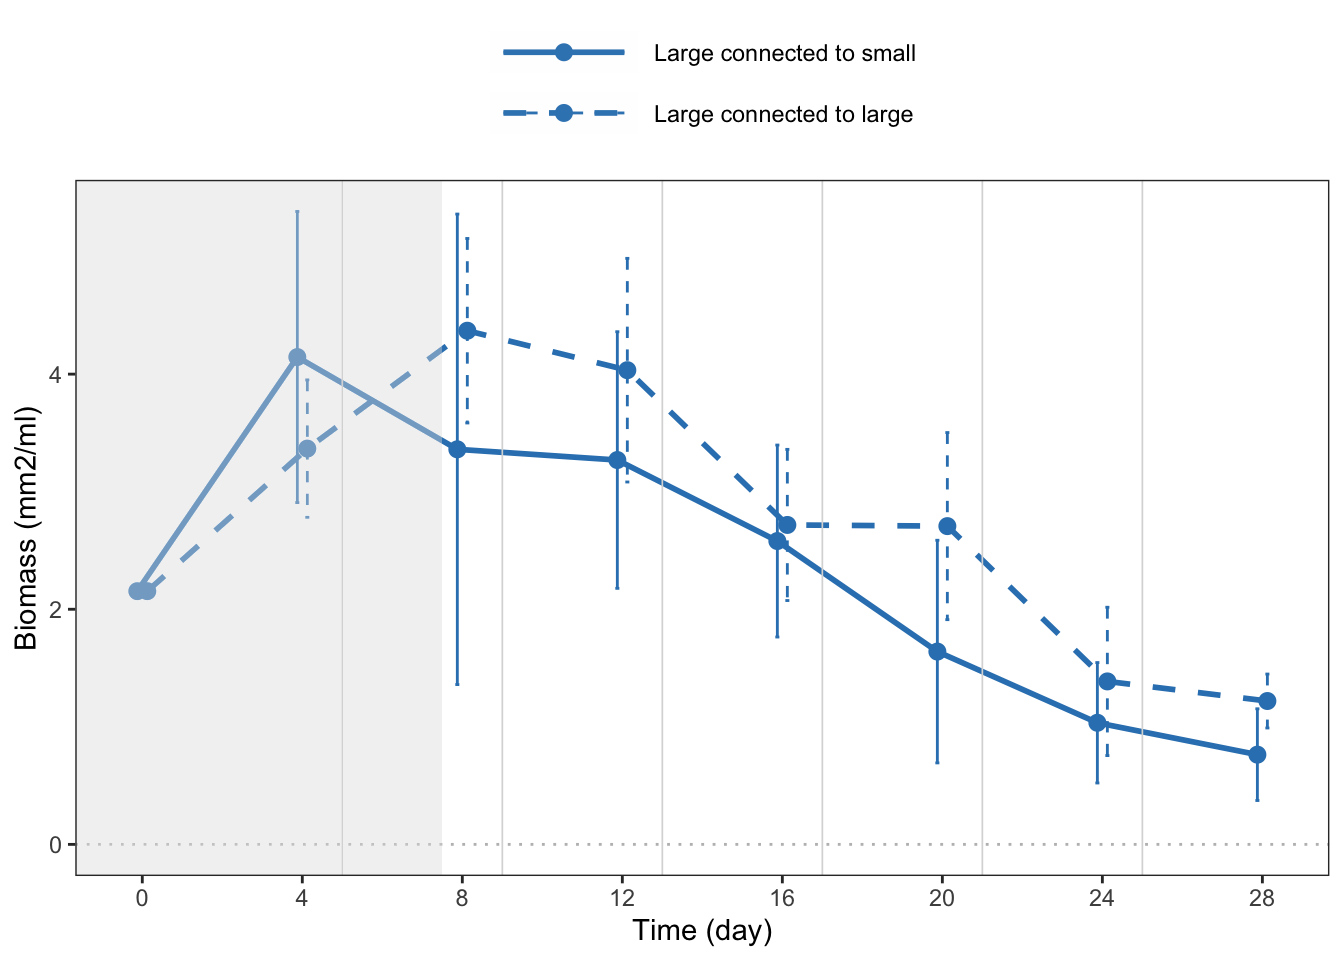 Large connected to small
Large connected to large
Biomass (mm2/ml)
4
2
0
0 4 8 12 16 20 24 28
Time (day)